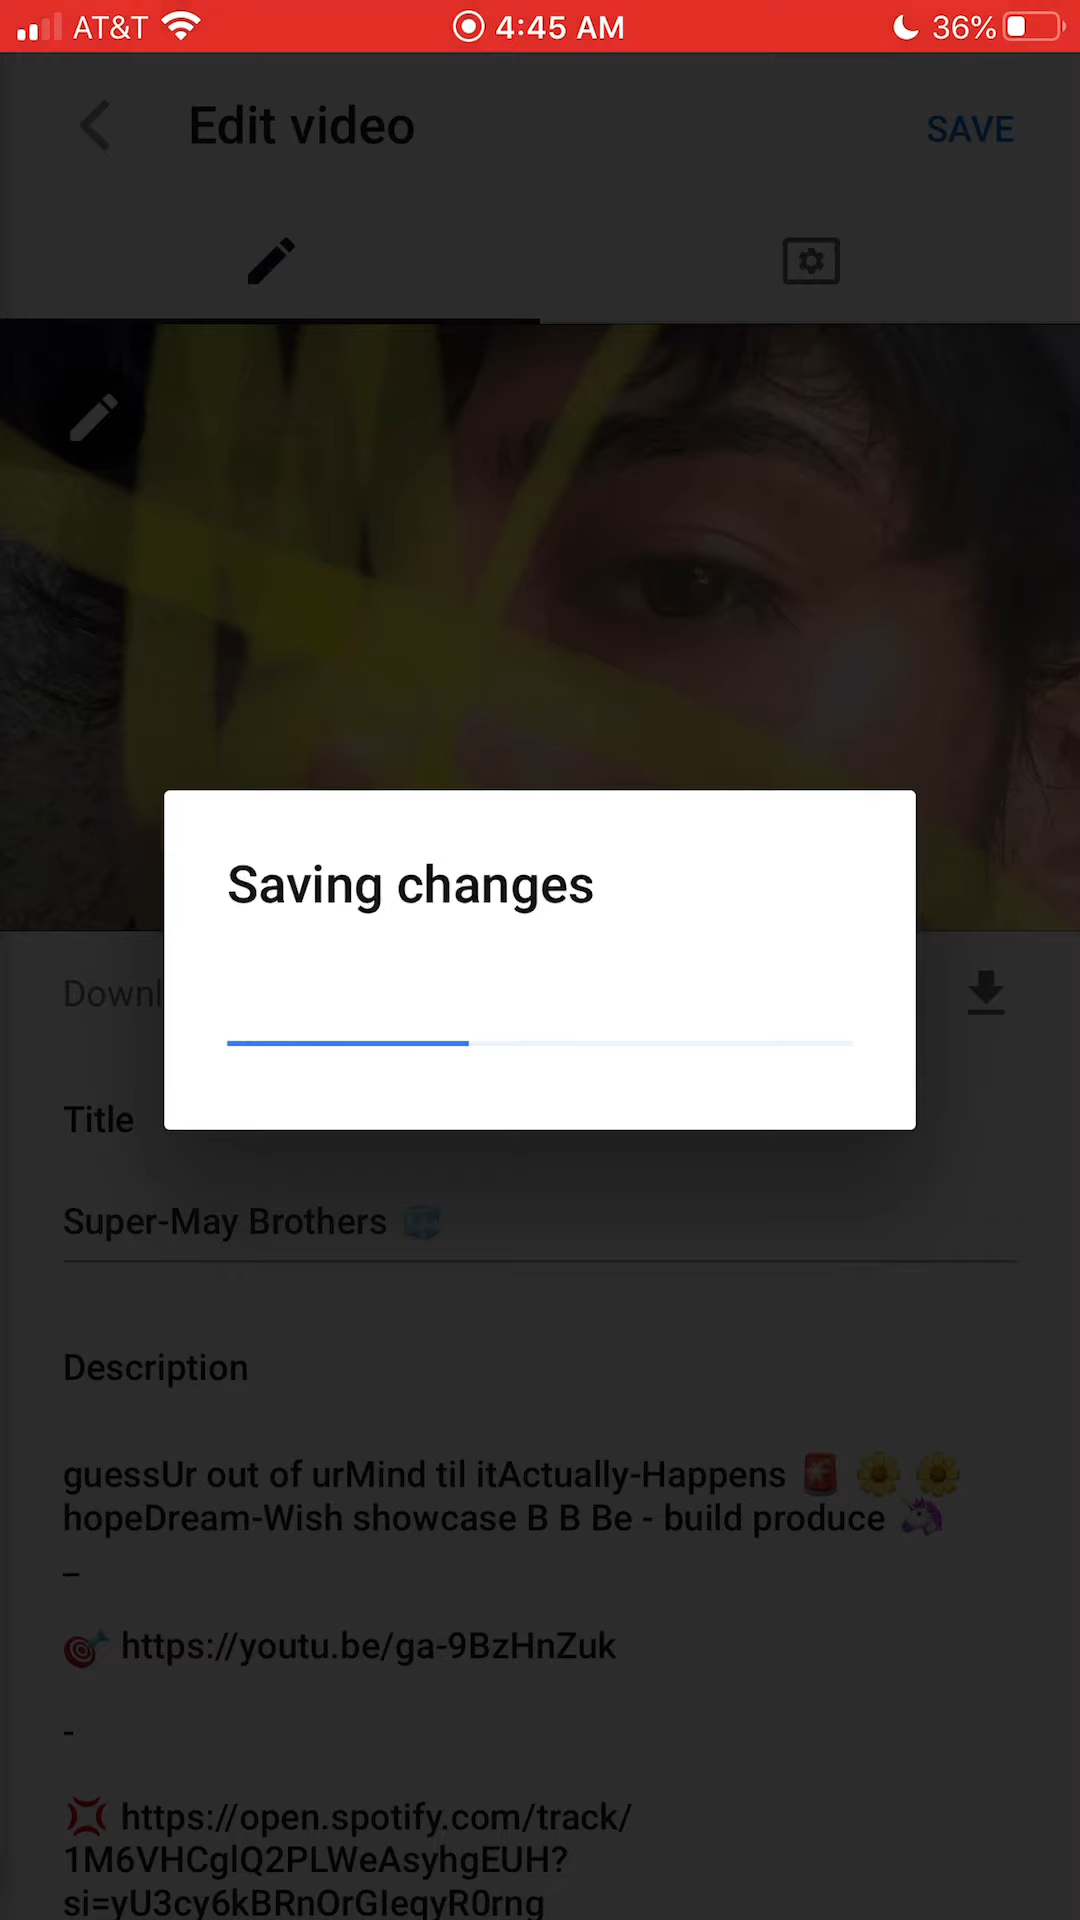 AT&T 4:45 AM 36%
Edit video SAVE
Saving changes
Downl
Title
Super-May Brothers
Description
guessUr out of urMind til itActually-Happens 🚨 🌼 🌼
hopeDream-Wish showcase B B Be - build produce 🦄
–
🎯 https://youtu.be/ga-9BzHnZuk
-
💢 https://open.spotify.com/track/
1M6VHCglQ2PLWeAsyhgEUH?
si=yU3cy6kBRnOrGIeqyR0rng